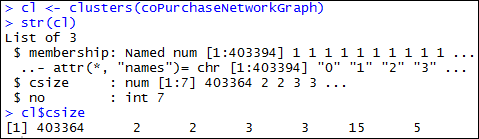 > cl <- clusters(coPurchaseNetworkGraph)
> str(cl)
List of 3
 $ membership: Named num [1:403394] 1 1 1 1 1 1 1 1 1 1 ...
  ..- attr(*, "names")= chr [1:403394] "0" "1" "2" "3" ...
 $ csize     : num [1:7] 403364 2 2 3 3 ...
 $ no        : int 7
> cl$csize
[1] 403364      2      2      3      3     15      5